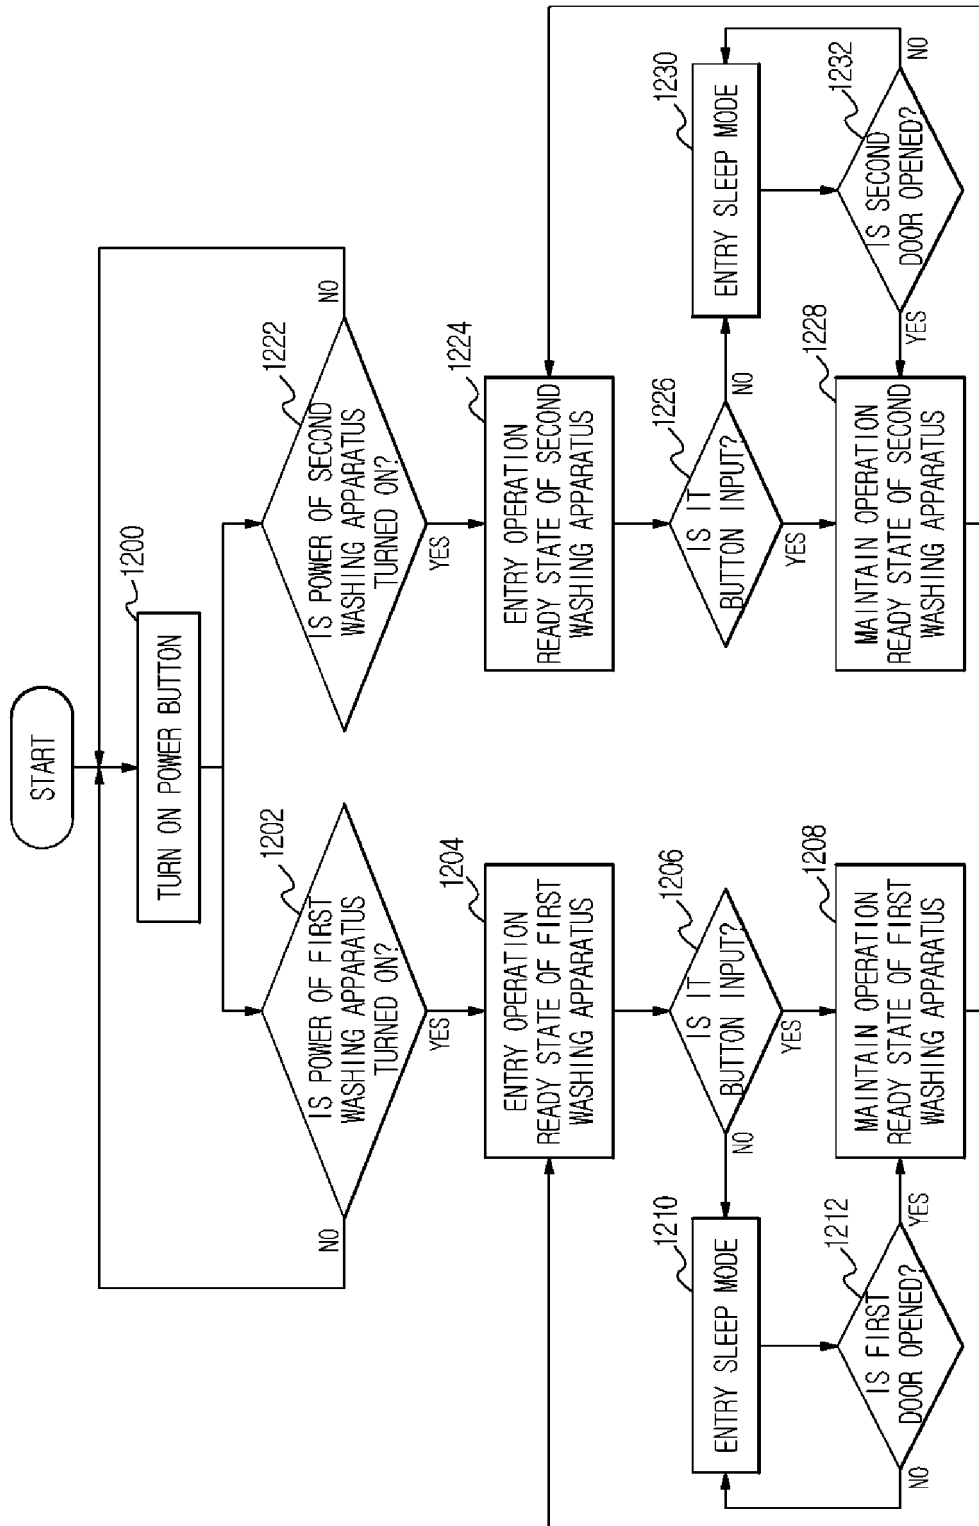 START
1200
TURN ON POWER BUTTON
1202
IS POWER OF FIRST
WASHING APPARATUS
TURNED ON?
NO
YES
1204
ENTRY OPERATION
READY STATE OF FIRST
WASHING APPARATUS
1206
IS IT
BUTTON INPUT?
NO
YES
1210
ENTRY SLEEP MODE
1212
IS FIRST
DOOR OPENED?
NO
YES
1208
MAINTAIN OPERATION
READY STATE OF FIRST
WASHING APPARATUS
1222
IS POWER OF SECOND
WASHING APPARATUS
TURNED ON?
NO
YES
1224
ENTRY OPERATION
READY STATE OF SECOND
WASHING APPARATUS
1226
IS IT
BUTTON INPUT?
NO
YES
1230
ENTRY SLEEP MODE
1232
IS SECOND
DOOR OPENED?
NO
YES
1228
MAINTAIN OPERATION
READY STATE OF SECOND
WASHING APPARATUS